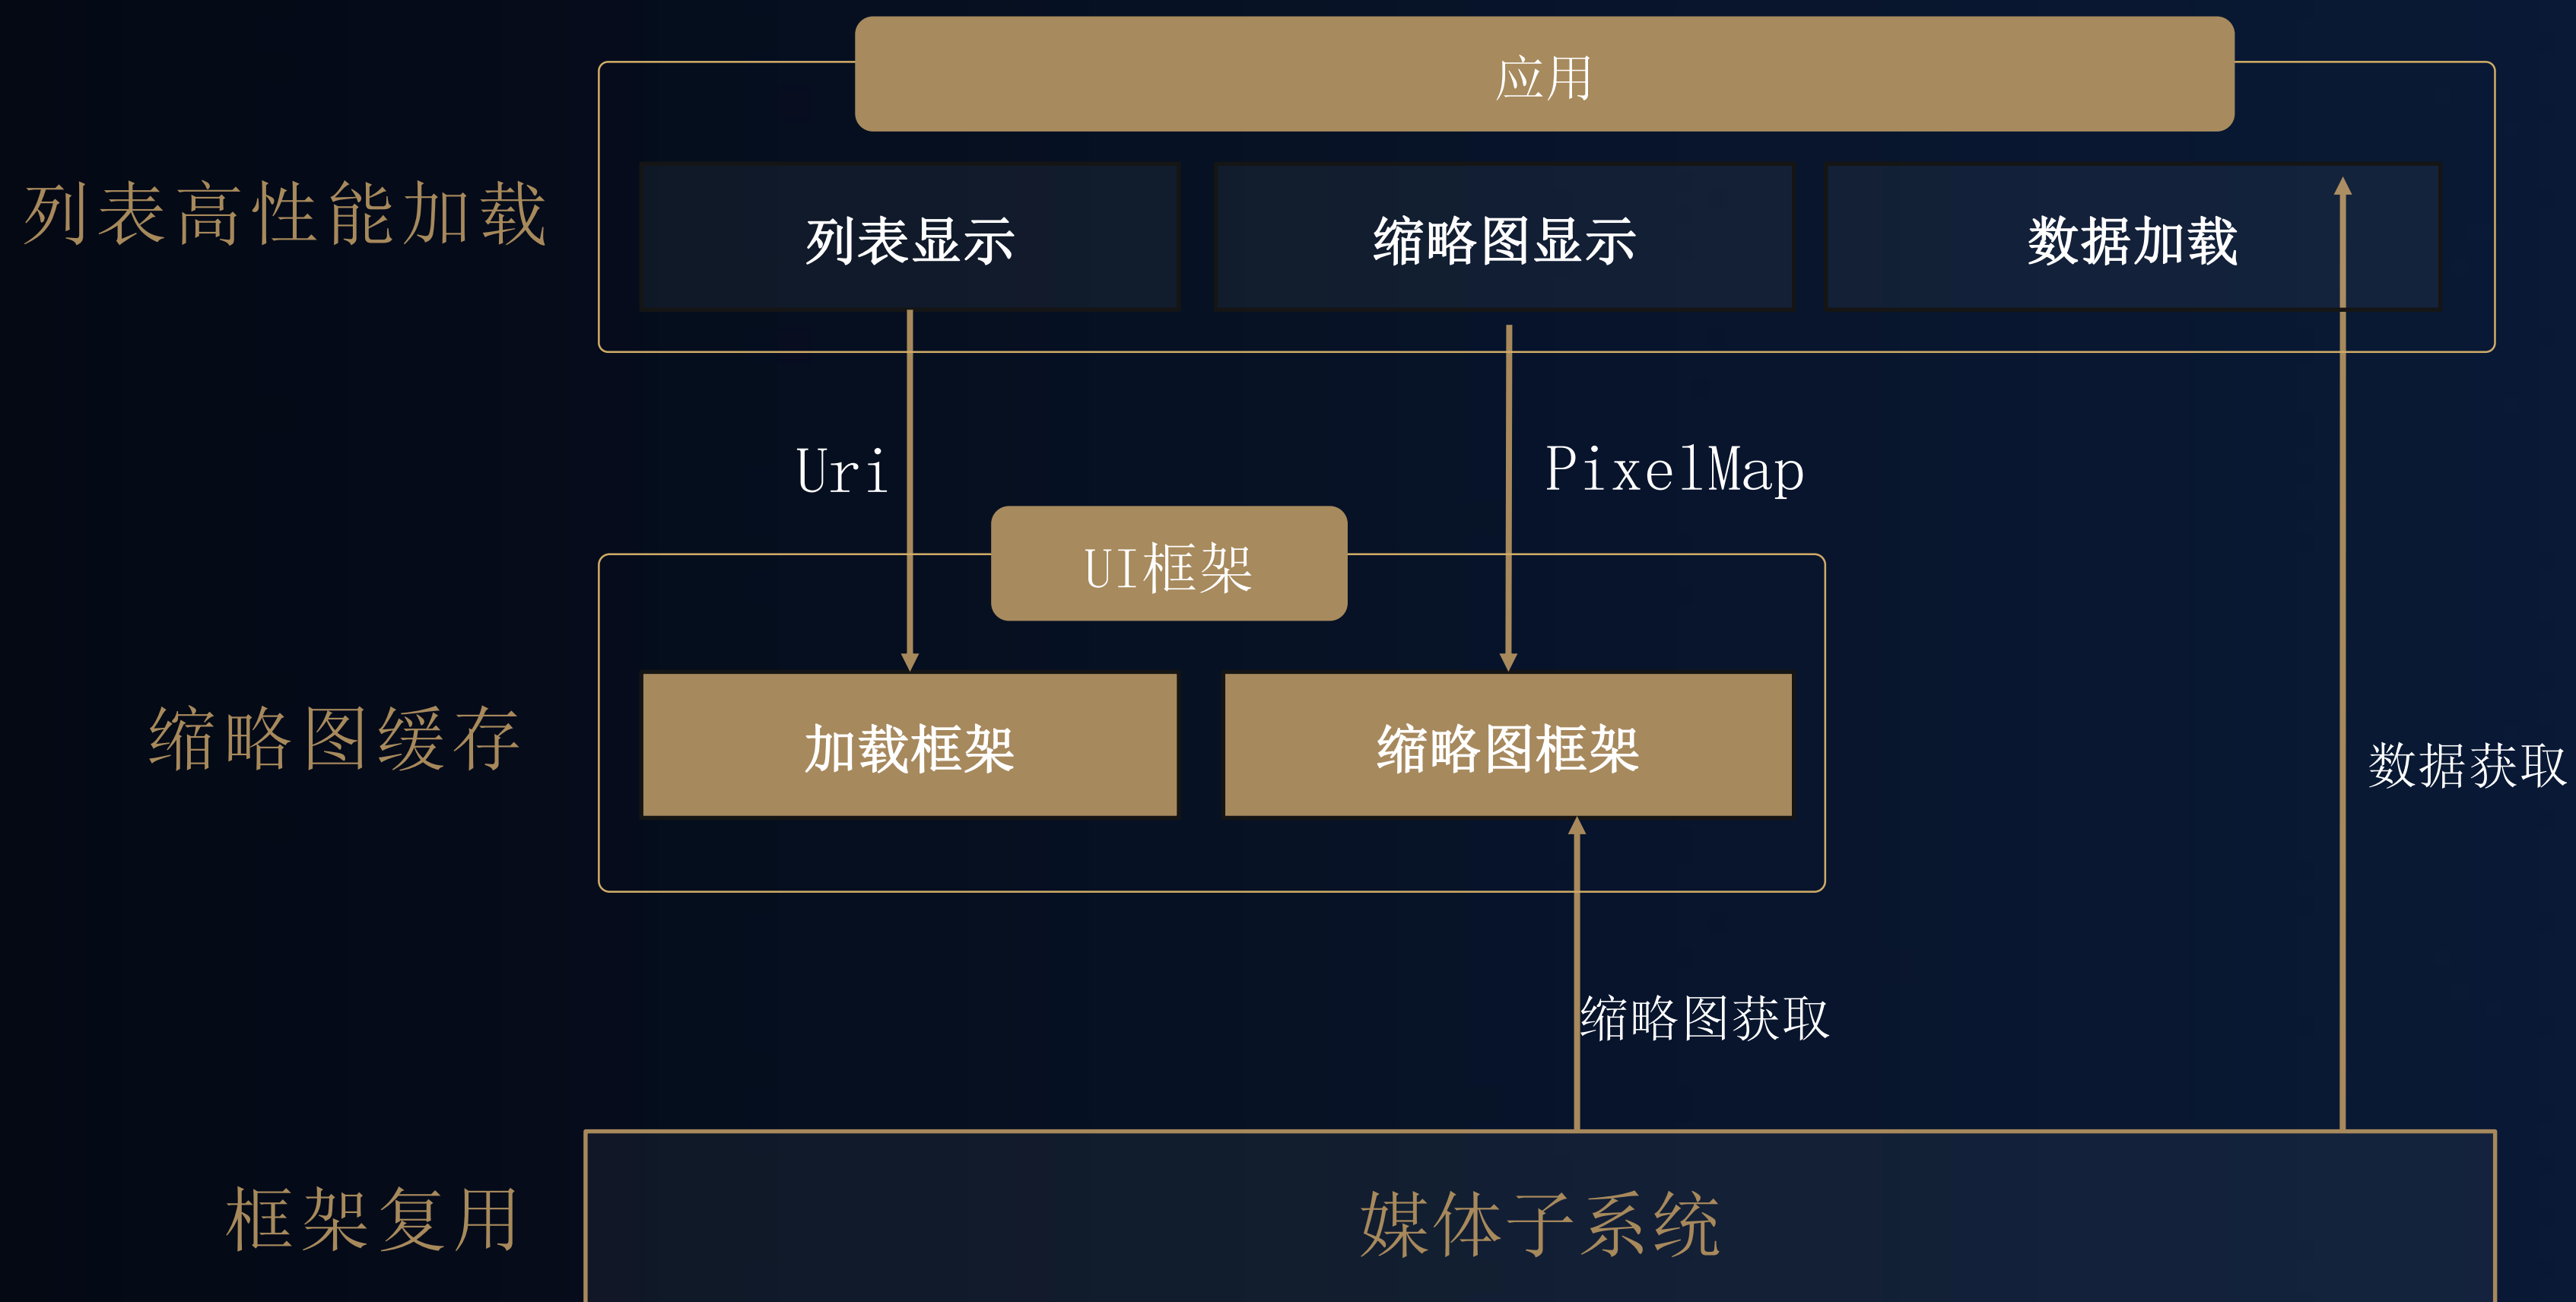 应用
列表高性能加载
列表显示
缩略图显示
数据加载
Uri
PixelMap
UI框架
缩略图缓存
加载框架
缩略图框架
数据获取
缩略图获取
框架复用
媒体子系统